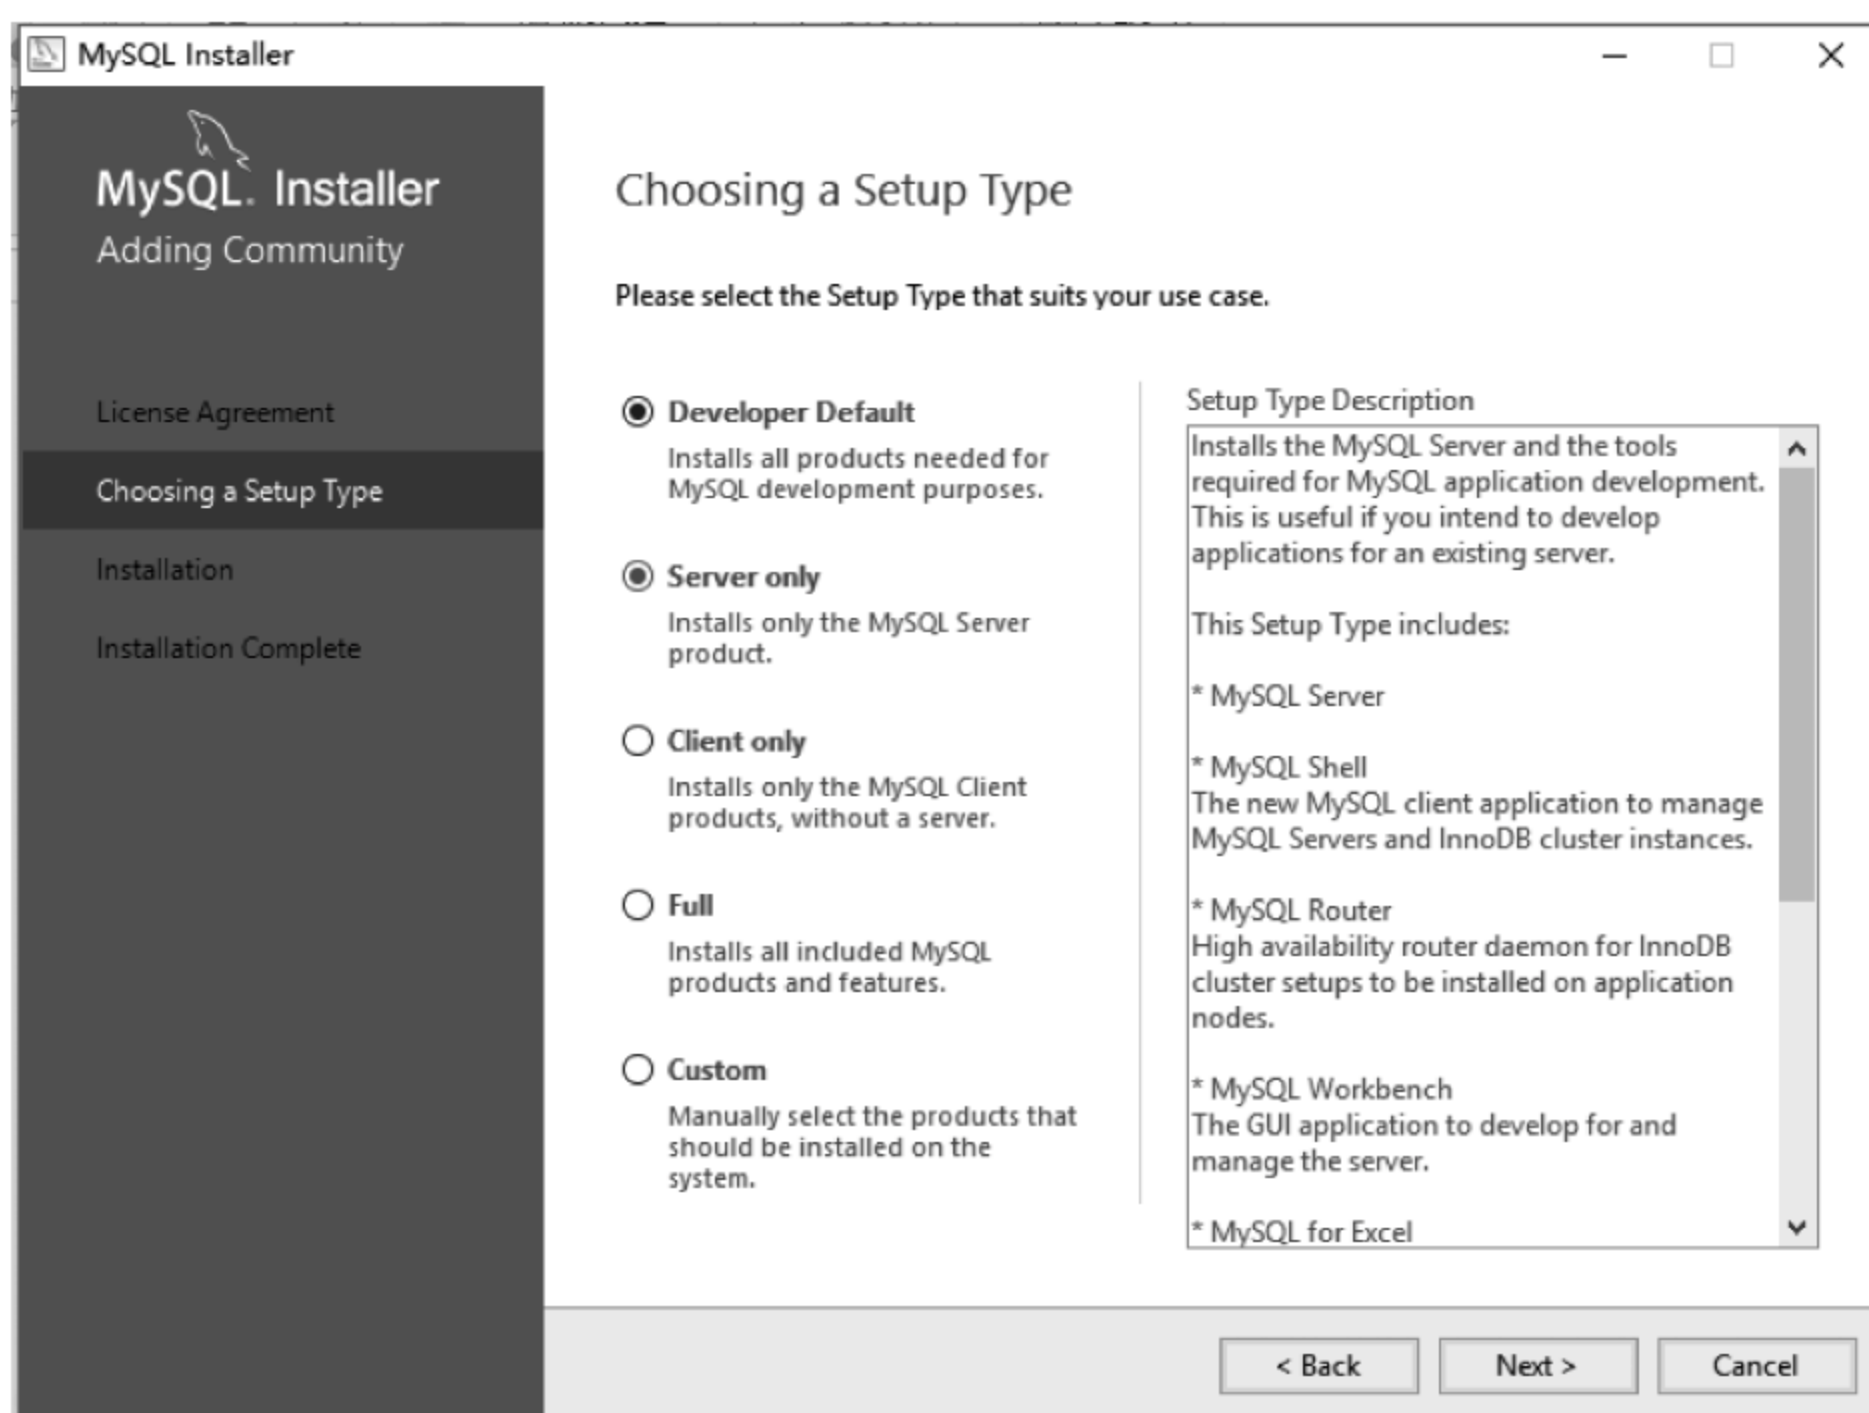 MySQL Installer
MySQL. Installer
Adding Community
License Agreement
Choosing a Setup Type
Installation
Installation Complete
Choosing a Setup Type
Please select the Setup Type that suits your use case.
Developer Default
Installs all products needed for
MySQL development purposes.
Server only
Installs only the MySQL Server
product.
Client only
Installs only the MySQL Client
products, without a server.
Full
Installs all included MySQL
products and features.
Custom
Manually select the products that
should be installed on the
system.
Setup Type Description
Installs the MySQL Server and the tools
required for MySQL application development.
This is useful if you intend to develop
applications for an existing server.
This Setup Type includes:
* MySQL Server
* MySQL Shell
The new MySQL client application to manage
MySQL Servers and InnoDB cluster instances.
* MySQL Router
High availability router daemon for InnoDB
cluster setups to be installed on application
nodes.
* MySQL Workbench
The GUI application to develop for and
manage the server.
* MySQL for Excel
< Back
Next >
Cancel